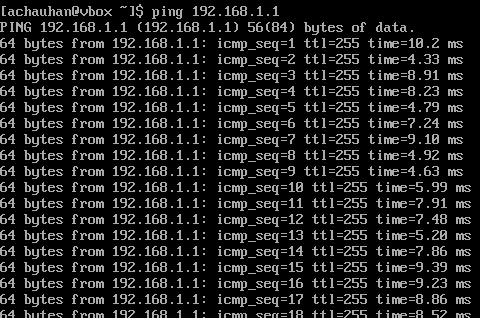 [achauhan@vbox ~]$ ping 192.168.1.1
PING 192.168.1.1 (192.168.1.1) 56(84) bytes of data.
64 bytes from 192.168.1.1: icmp_seq=1 ttl=255 time=10.2 ms
64 bytes from 192.168.1.1: icmp_seq=2 ttl=255 time=4.33 ms
64 bytes from 192.168.1.1: icmp_seq=3 ttl=255 time=8.91 ms
64 bytes from 192.168.1.1: icmp_seq=4 ttl=255 time=8.23 ms
64 bytes from 192.168.1.1: icmp_seq=5 ttl=255 time=4.79 ms
64 bytes from 192.168.1.1: icmp_seq=6 ttl=255 time=7.24 ms
64 bytes from 192.168.1.1: icmp_seq=7 ttl=255 time=9.10 ms
64 bytes from 192.168.1.1: icmp_seq=8 ttl=255 time=4.92 ms
64 bytes from 192.168.1.1: icmp_seq=9 ttl=255 time=4.63 ms
64 bytes from 192.168.1.1: icmp_seq=10 ttl=255 time=5.99 ms
64 bytes from 192.168.1.1: icmp_seq=11 ttl=255 time=7.91 ms
64 bytes from 192.168.1.1: icmp_seq=12 ttl=255 time=7.48 ms
64 bytes from 192.168.1.1: icmp_seq=13 ttl=255 time=5.20 ms
64 bytes from 192.168.1.1: icmp_seq=14 ttl=255 time=7.86 ms
64 bytes from 192.168.1.1: icmp_seq=15 ttl=255 time=9.39 ms
64 bytes from 192.168.1.1: icmp_seq=16 ttl=255 time=9.23 ms
64 bytes from 192.168.1.1: icmp_seq=17 ttl=255 time=8.86 ms
64 bytes from 192.168.1.1: icmp_seq=18 ttl=255 time=8.52 ms